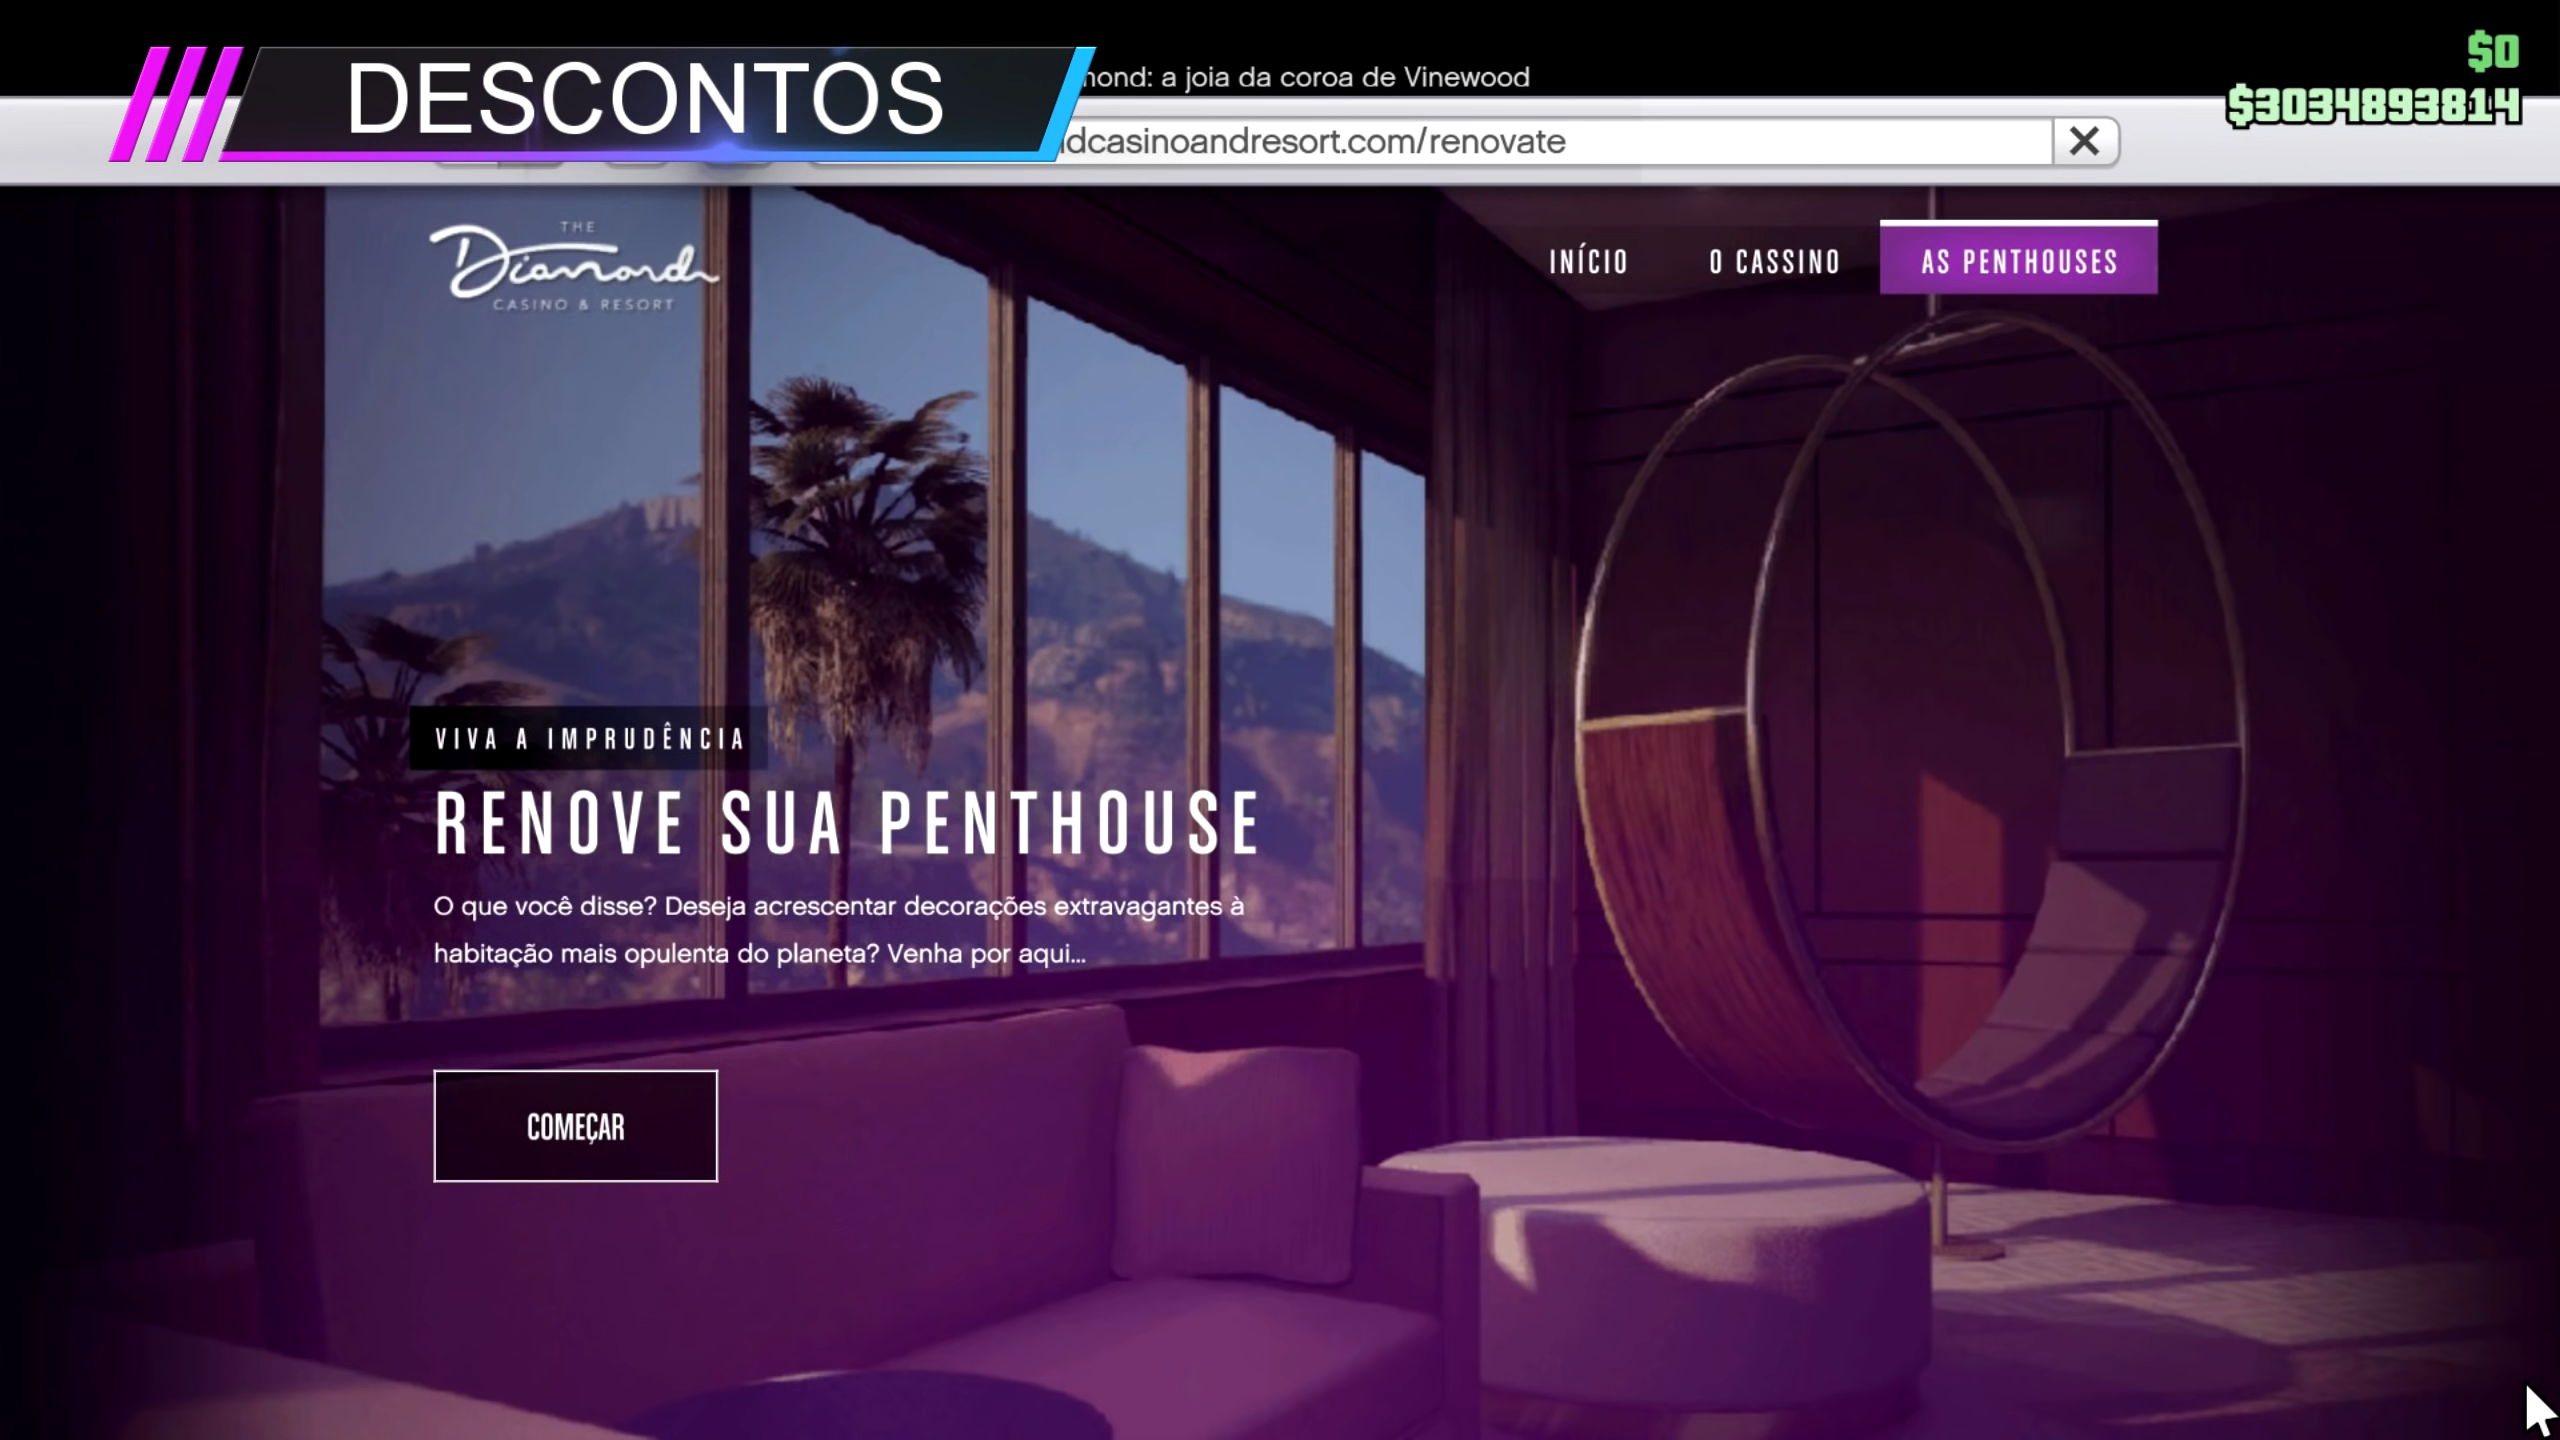 DESCONTOS
a joia da coroa de Vinewood
$0
$3034893814
dcasinoandresort.com/renovate
THE
Diamond
CASINO & RESORT
INÍCIO
O CASSINO
AS PENTHOUSES
VIVA A IMPRUDÊNCIA
RENOVE SUA PENTHOUSE
O que você disse? Deseja acrescentar decorações extravagantes à
habitação mais opulenta do planeta? Venha por aqui...
COMEÇAR